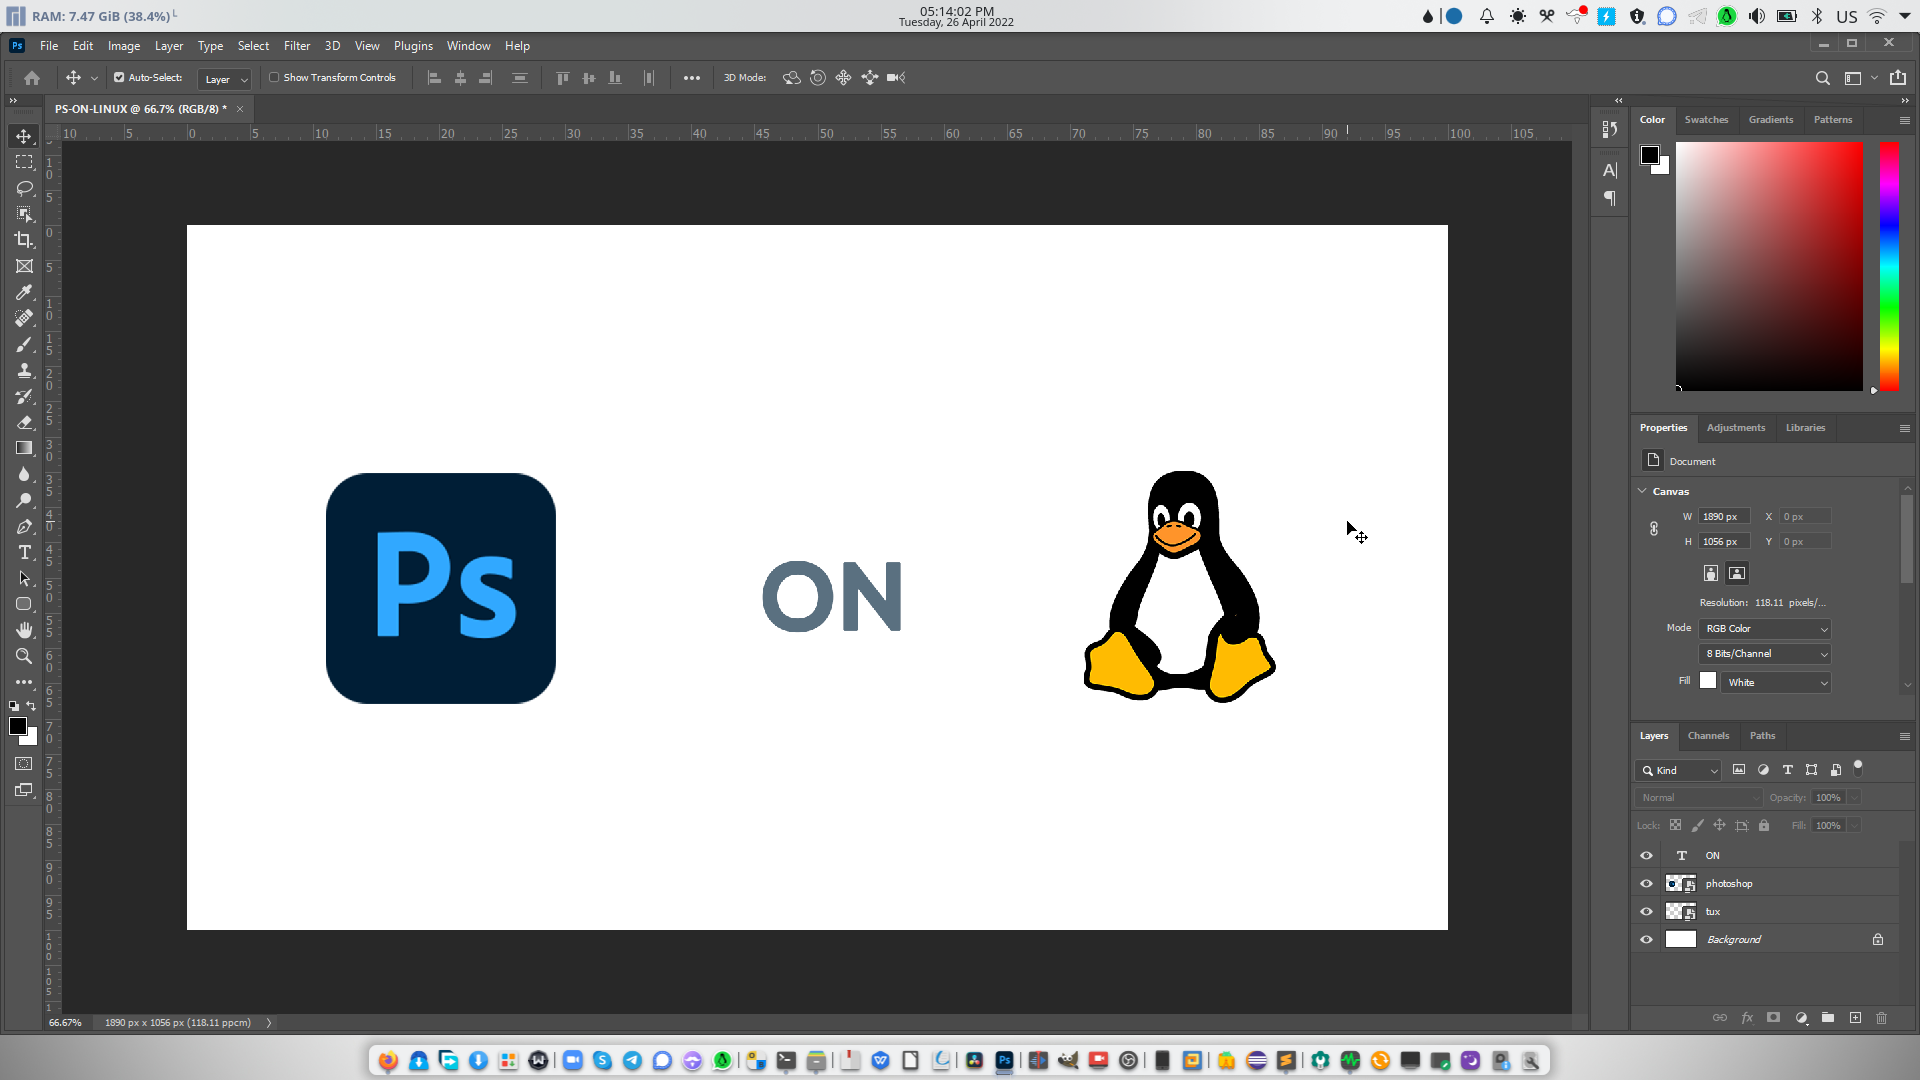 RAM: 7.47 GiB (38.4%)
05:14:02 PM
Tuesday, 26 April 2022
US
Ps
File Edit Image Layer Type Select Filter 3D View Plugins Window Help
Auto-Select: Layer Show Transform Controls 3D Mode:
PS-ON-LINUX @ 66.7% (RGB/8) *
10 5 0 5 10 15 20 25 30 35 40 45 50 55 60 65 70 75 80 85 90 95 100 105
Color Swatches Gradients Patterns
Ps
ON
Properties Adjustments Libraries
Document
Canvas
W 1890 px X 0 px
H 1056 px Y 0 px
Resolution: 118.11 pixels/...
Mode RGB Color
8 Bits/Channel
Fill White
Layers Channels Paths
Kind
Normal Opacity: 100%
Lock: Fill: 100%
ON
photoshop
tux
Background
fx
66.67% 1890 px x 1056 px (118.11 ppcm)
Ps